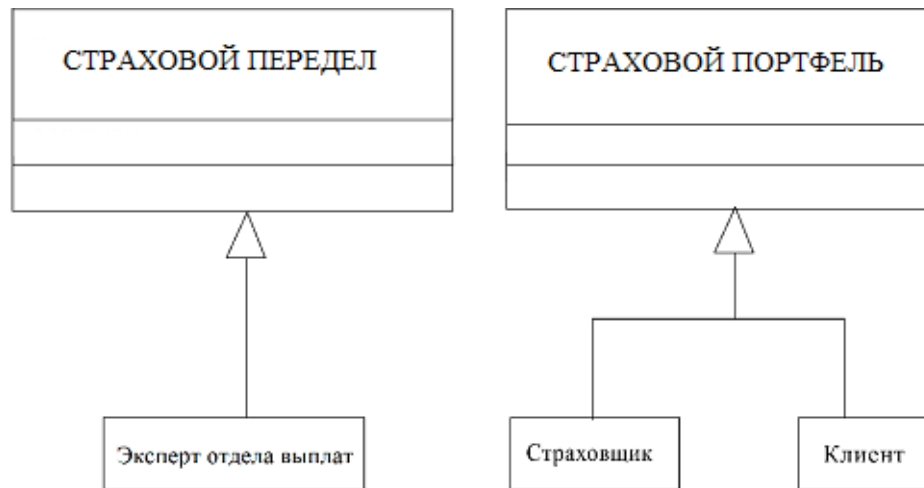 СТРАХОВОЙ ПЕРЕДЕЛ
СТРАХОВОЙ ПОРТФЕЛЬ
Эксперт отдела выплат
Страховщик
Клиент